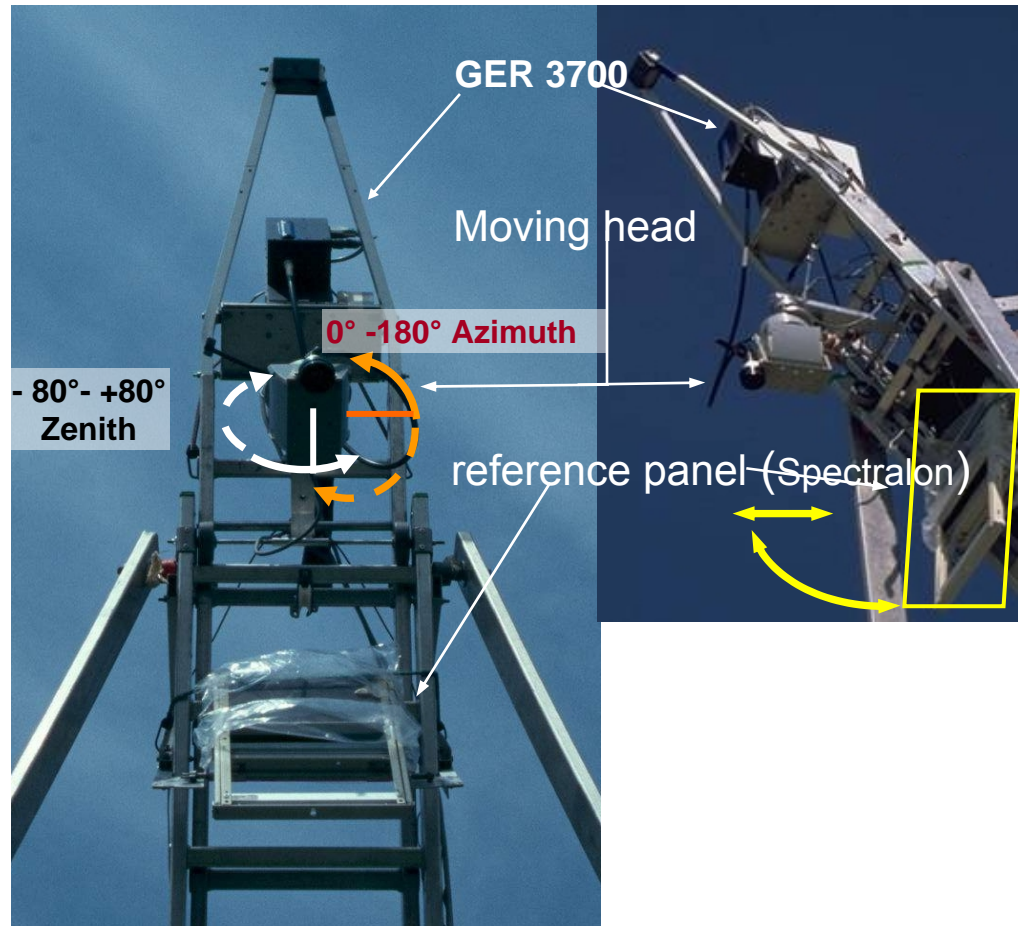 GER 3700
Moving head
0° -180° Azimuth
- 80°- +80°
Zenith
reference panel (Spectralon)